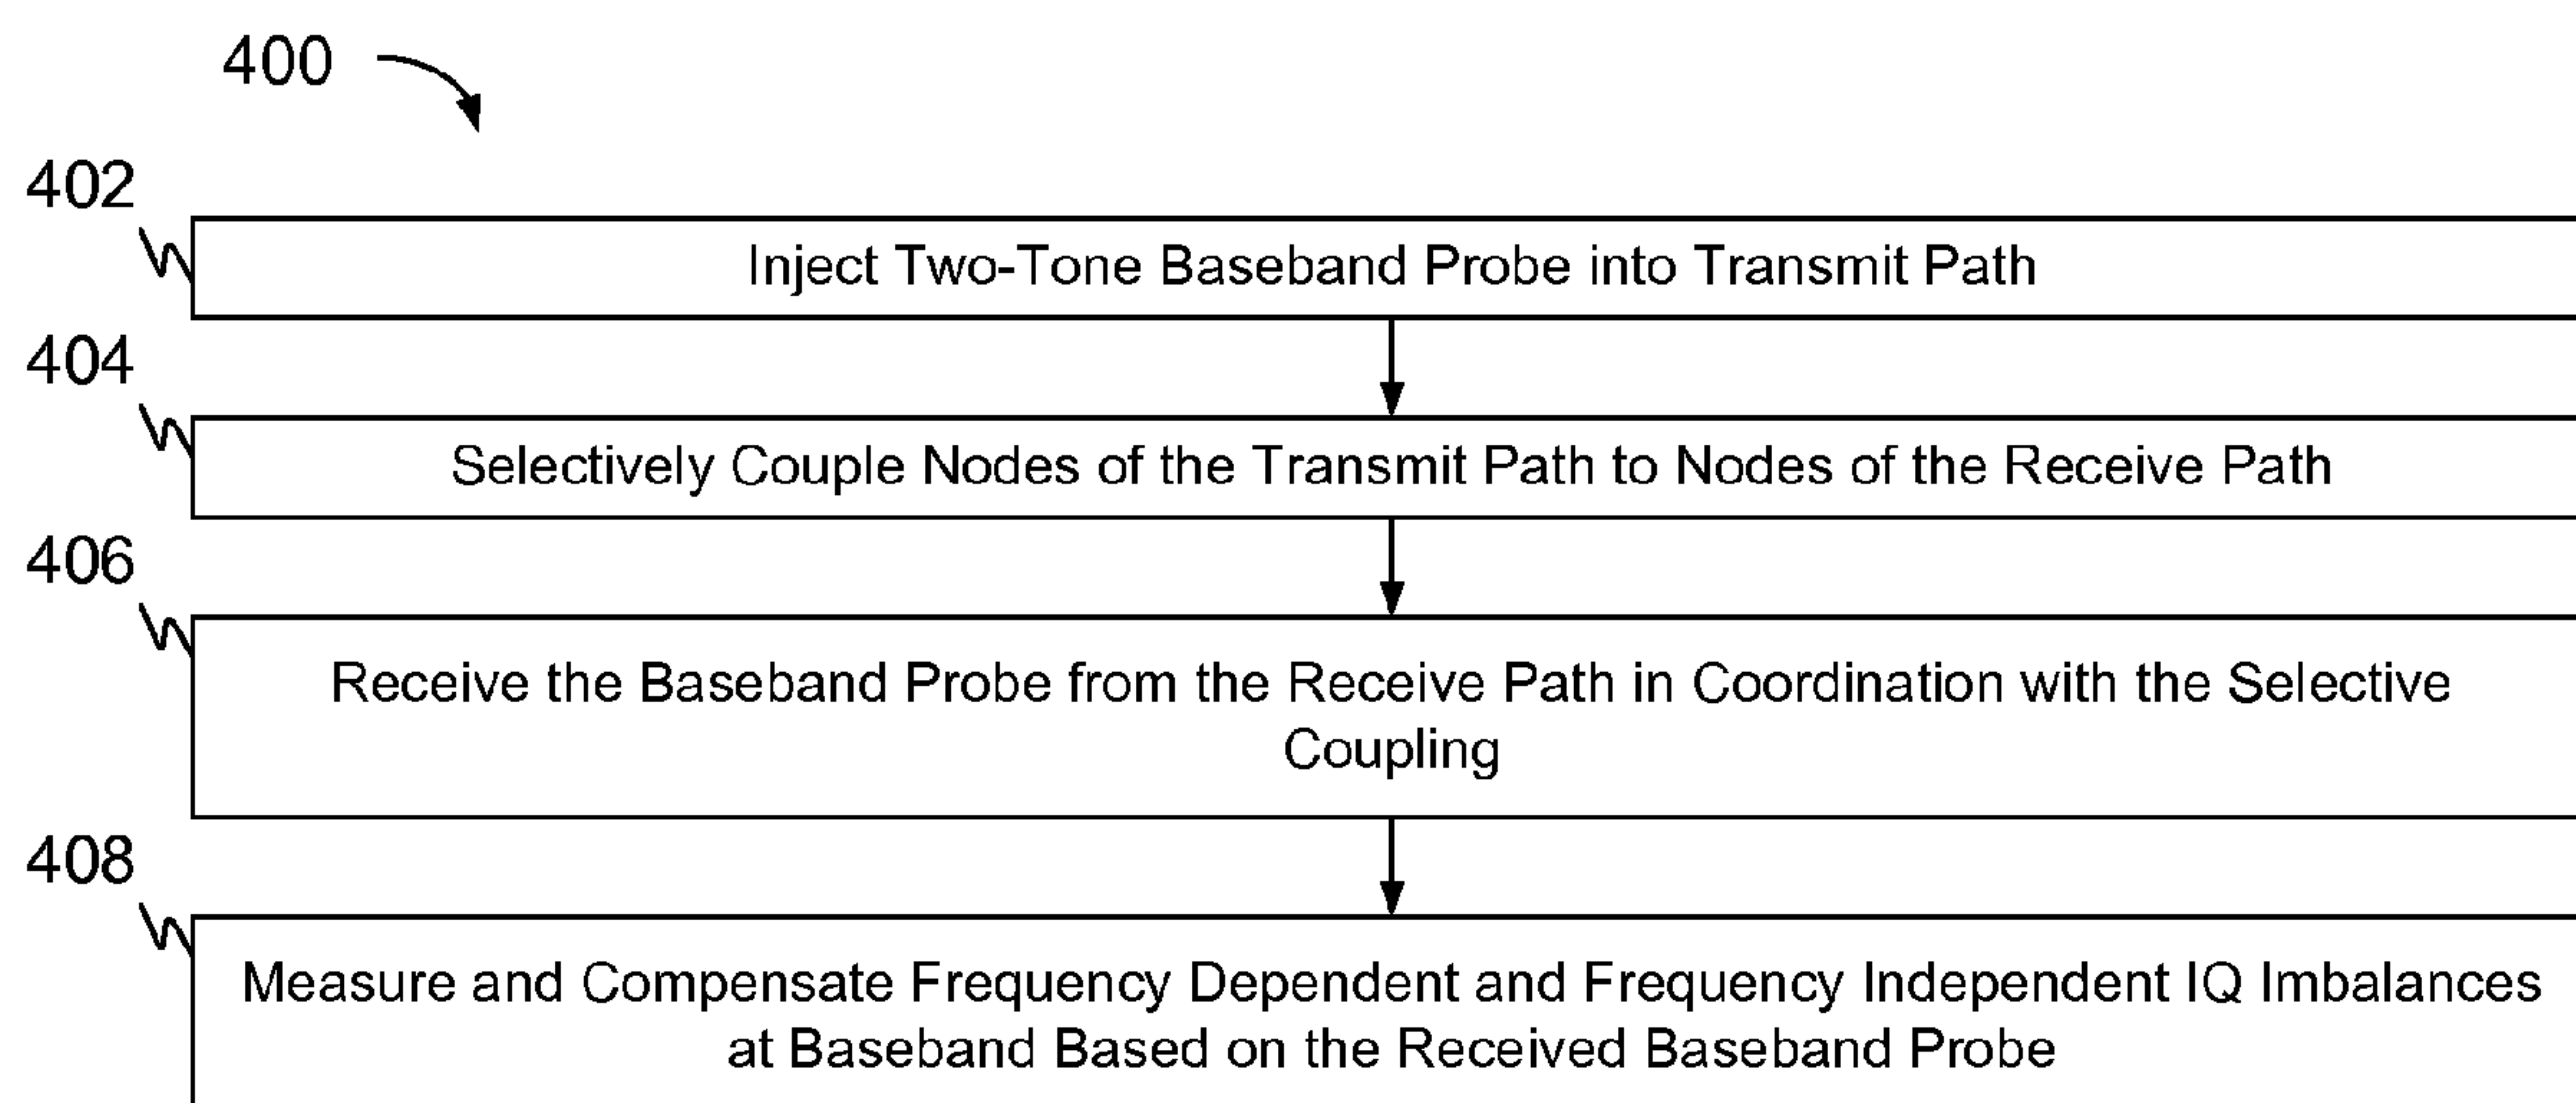 400
402
Inject Two-Tone Baseband Probe into Transmit Path
404
Selectively Couple Nodes of the Transmit Path to Nodes of the Receive Path
406
Receive the Baseband Probe from the Receive Path in Coordination with the Selective
Coupling
408
Measure and Compensate Frequency Dependent and Frequency Independent IQ Imbalances
at Baseband Based on the Received Baseband Probe